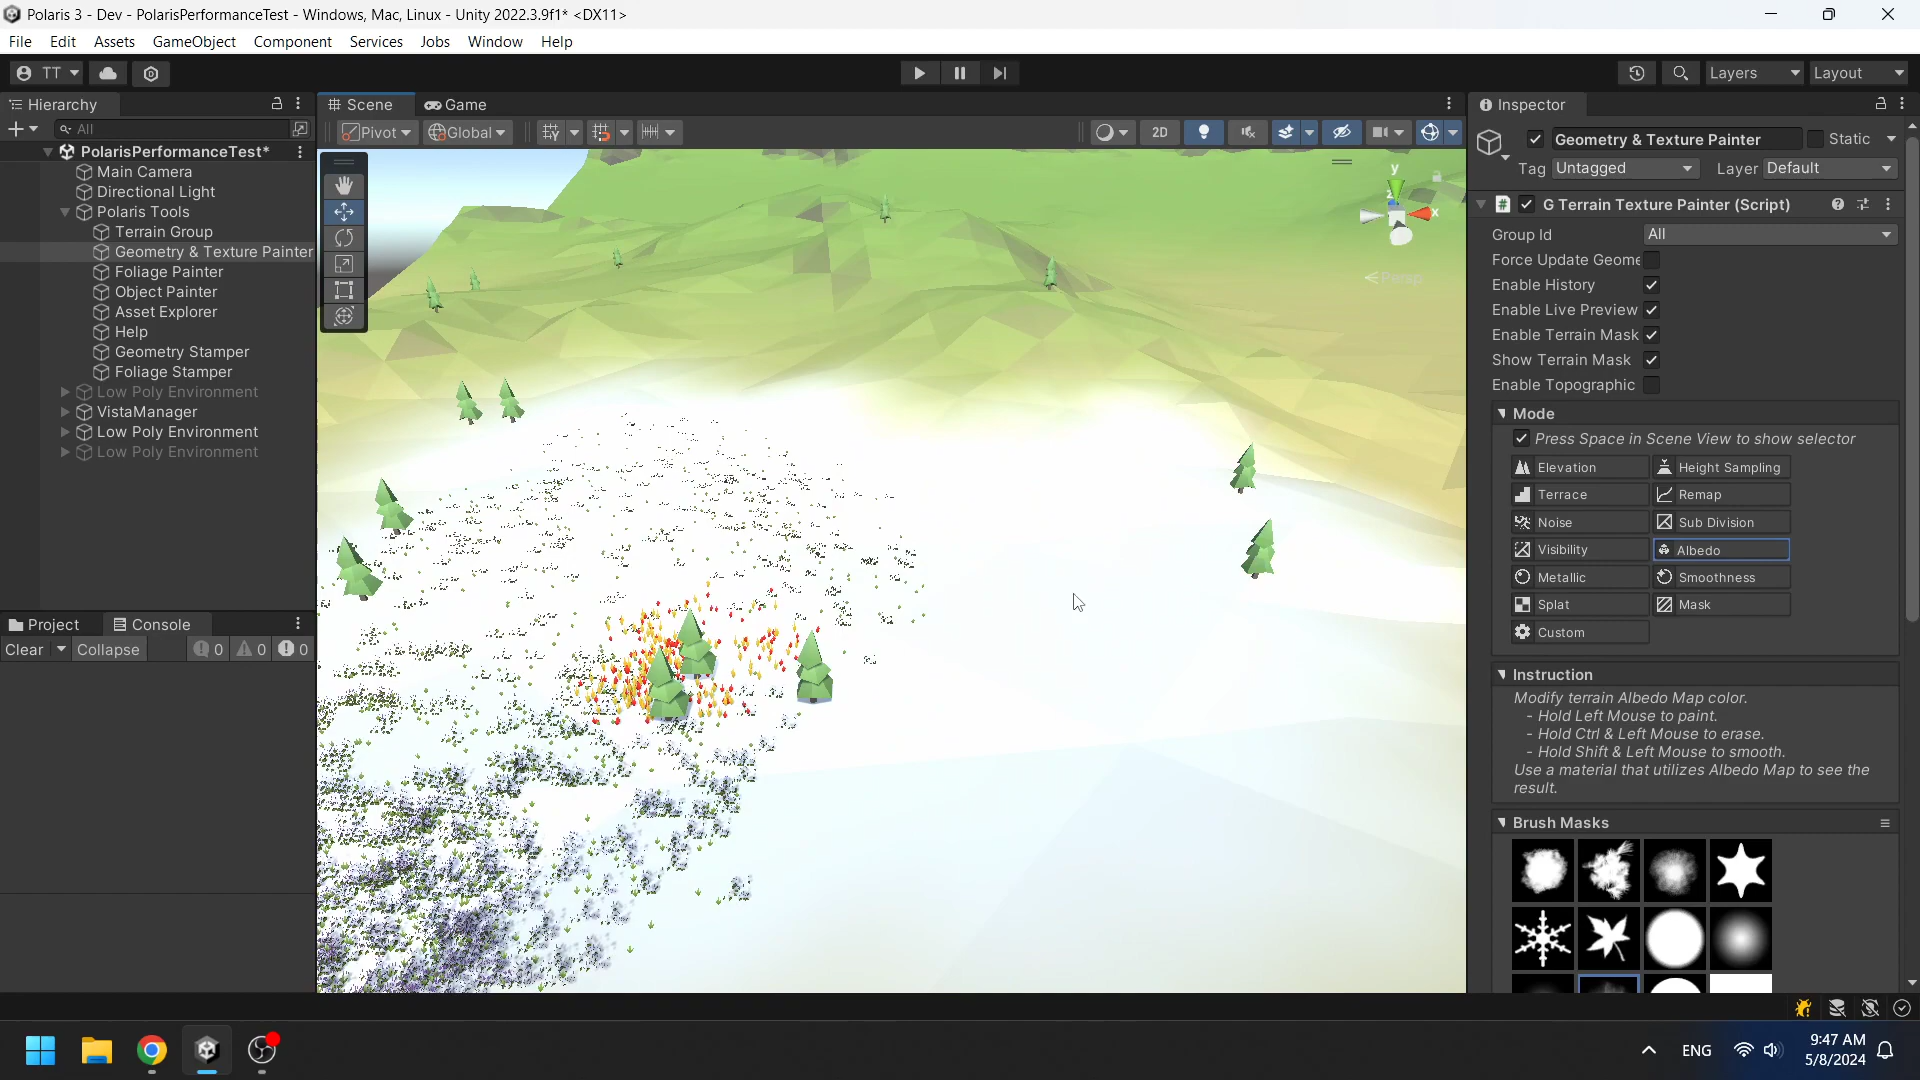 Polaris 3 - Dev - PolarisPerformanceTest - Windows, Mac, Linux - Unity 2022.3.9f1* <DX11>
File Edit Assets GameObject Component Services Jobs Window Help
TT Layers Layout
Hierarchy
All
PolarisPerformanceTest*
Main Camera
Directional Light
Polaris Tools
Terrain Group
Geometry & Texture Painter
Foliage Painter
Object Painter
Asset Explorer
Help
Geometry Stamper
Foliage Stamper
Low Poly Environment
VistaManager
Low Poly Environment
Low Poly Environment
Project Console
Clear Collapse 0 0 0
Scene Game
Pivot Global 2D
y
z x
Persp
Inspector
Geometry & Texture Painter Static
Tag Untagged Layer Default
G Terrain Texture Painter (Script)
Group Id All
Force Update Geome
Enable History
Enable Live Preview
Enable Terrain Mask
Show Terrain Mask
Enable Topographic
Mode
Press Space in Scene View to show selector
Elevation Height Sampling
Terrace Remap
Noise Sub Division
Visibility Albedo
Metallic Smoothness
Splat Mask
Custom
Instruction
Modify terrain Albedo Map color.
- Hold Left Mouse to paint.
- Hold Ctrl & Left Mouse to erase.
- Hold Shift & Left Mouse to smooth.
Use a material that utilizes Albedo Map to see the
result.
Brush Masks
ENG 9:47 AM
5/8/2024